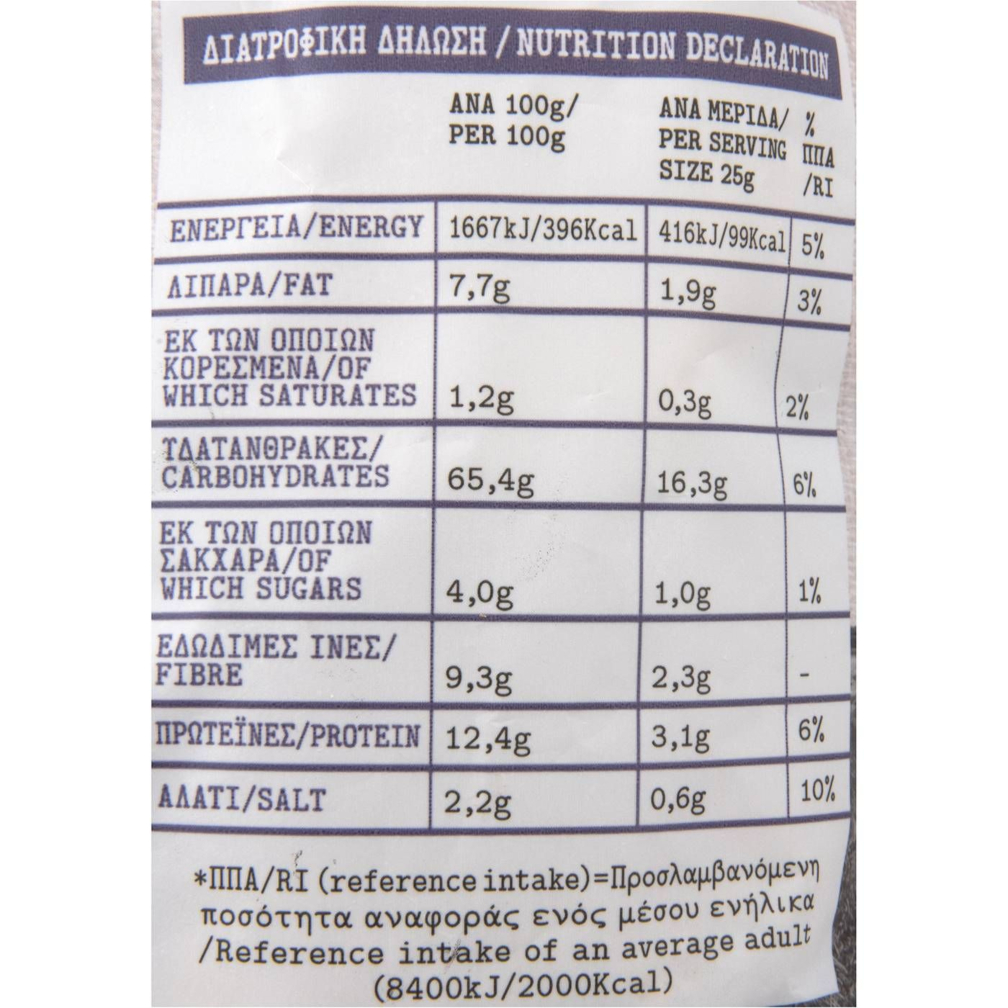 ΔΙΑΤΡΟΦΙΚΗ ΔΗΛΩΣΗ / NUTRITION DECLARATION
ΑΝΑ 100g/
PER 100g
ΑΝΑ ΜΕΡΙΔΑ/
PER SERVING
SIZE 25g
%
ΠΠΑ
/RI
ΕΝΕΡΓΕΙΑ/ENERGY 1667kJ/396Kcal 416kJ/99Kcal 5%
ΛΙΠΑΡΑ/FAT 7,7g 1,9g 3%
ΕΚ ΤΩΝ ΟΠΟΙΩΝ
ΚΟΡΕΣΜΕΝΑ/OF
WHICH SATURATES 1,2g 0,3g 2%
ΥΔΑΤΑΝΘΡΑΚΕΣ/
CARBOHYDRATES 65,4g 16,3g 6%
ΕΚ ΤΩΝ ΟΠΟΙΩΝ
ΣΑΚΧΑΡΑ/OF
WHICH SUGARS 4,0g 1,0g 1%
ΕΔΩΔΙΜΕΣ ΙΝΕΣ/
FIBRE 9,3g 2,3g -
ΠΡΩΤΕΪΝΕΣ/PROTEIN 12,4g 3,1g 6%
ΑΛΑΤΙ/SALT 2,2g 0,6g 10%
*ΠΠΑ/RI (reference intake)=Προσλαμβανόμενη
ποσότητα αναφοράς ενός μέσου ενήλικα
/Reference intake of an average adult
(8400kJ/2000Kcal)